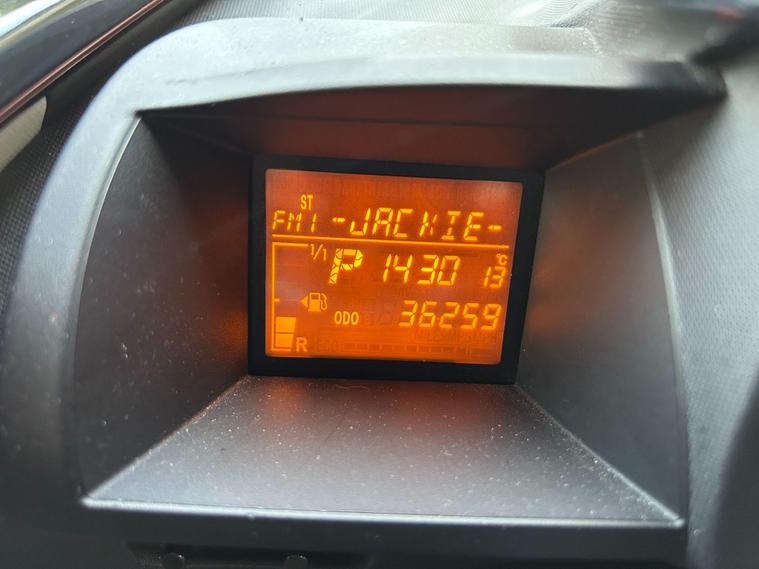 ST
FM1 -JACKIE-
1/1 P 1430 13°C
ODO 36259
R